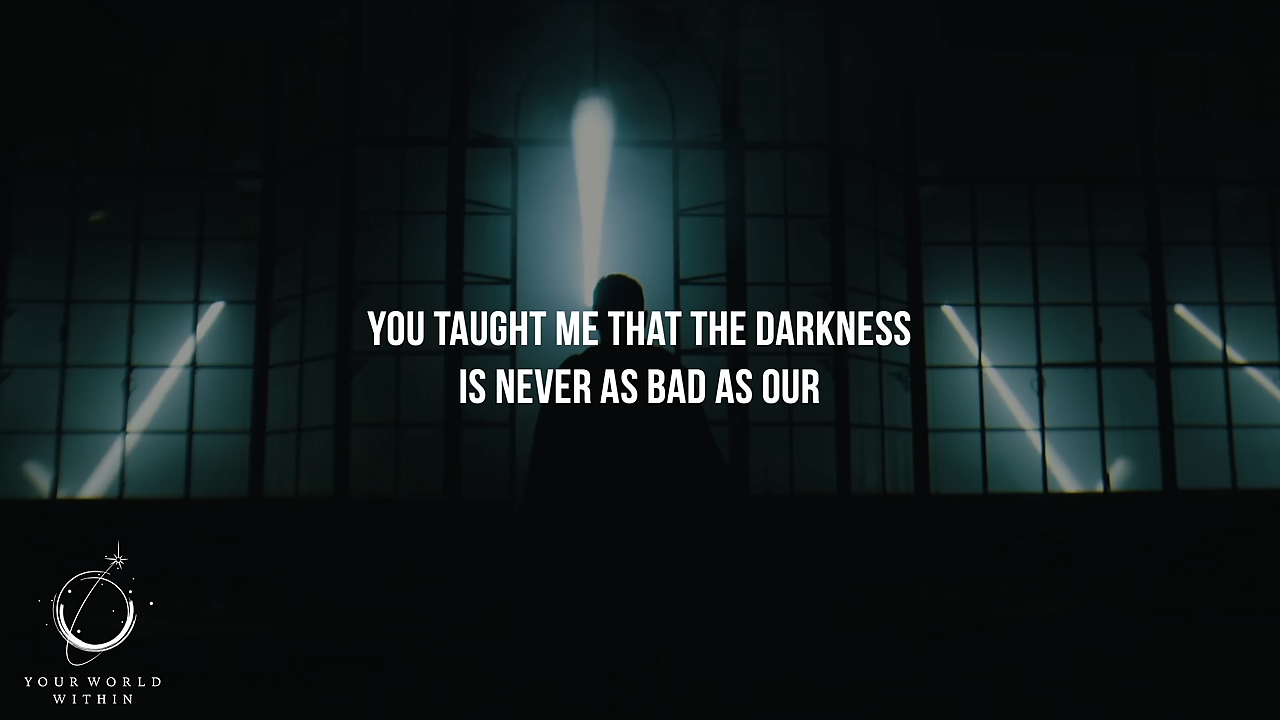 YOU TAUGHT ME THAT THE DARKNESS
IS NEVER AS BAD AS OUR
YOUR WORLD
WITHIN